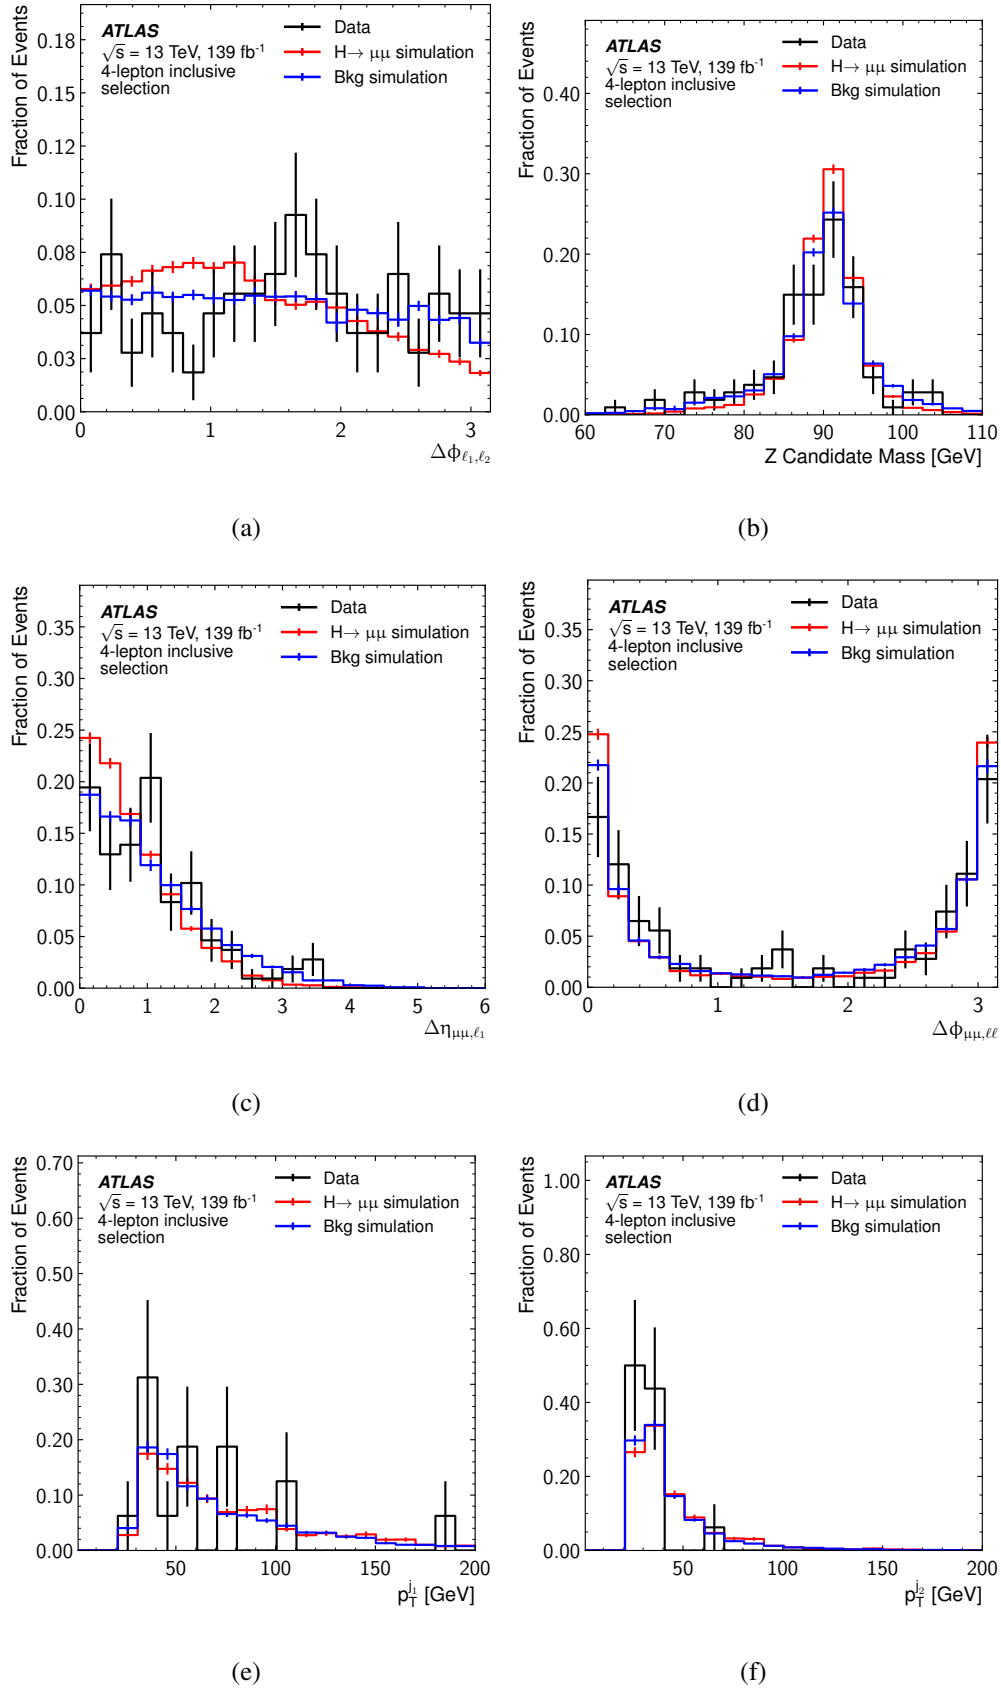 Fraction of Events
0.18
0.15
0.12
0.10
0.08
0.05
0.03
0.00
ATLAS
√s = 13 TeV, 139 fb⁻¹
4-lepton inclusive
selection
Data
H→ μμ simulation
Bkg simulation
0 1 2 3
Δϕℓ₁,ℓ₂
(a)
Fraction of Events
0.40
0.30
0.20
0.10
0.00
ATLAS
√s = 13 TeV, 139 fb⁻¹
4-lepton inclusive
selection
Data
H→ μμ simulation
Bkg simulation
60 70 80 90 100 110
Z Candidate Mass [GeV]
(b)
Fraction of Events
0.35
0.30
0.25
0.20
0.15
0.10
0.05
0.00
ATLAS
√s = 13 TeV, 139 fb⁻¹
4-lepton inclusive
selection
Data
H→ μμ simulation
Bkg simulation
0 1 2 3 4 5 6
Δημμ,ℓ₁
(c)
Fraction of Events
0.35
0.30
0.25
0.20
0.15
0.10
0.05
0.00
ATLAS
√s = 13 TeV, 139 fb⁻¹
4-lepton inclusive
selection
Data
H→ μμ simulation
Bkg simulation
0 1 2 3
Δϕμμ,ℓℓ
(d)
Fraction of Events
0.70
0.60
0.50
0.40
0.30
0.20
0.10
0.00
ATLAS
√s = 13 TeV, 139 fb⁻¹
4-lepton inclusive
selection
Data
H→ μμ simulation
Bkg simulation
50 100 150 200
p_T^j₁ [GeV]
(e)
Fraction of Events
1.00
0.80
0.60
0.40
0.20
0.00
ATLAS
√s = 13 TeV, 139 fb⁻¹
4-lepton inclusive
selection
Data
H→ μμ simulation
Bkg simulation
50 100 150 200
p_T^j₂ [GeV]
(f)